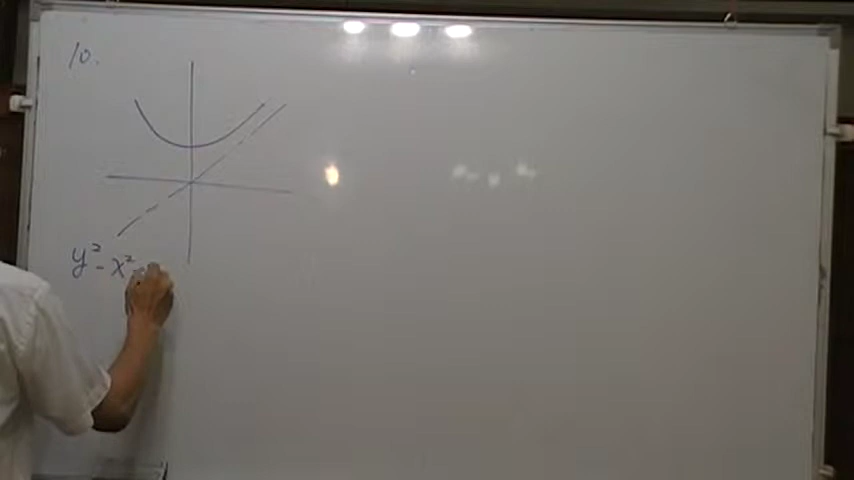 10.
y² - x²